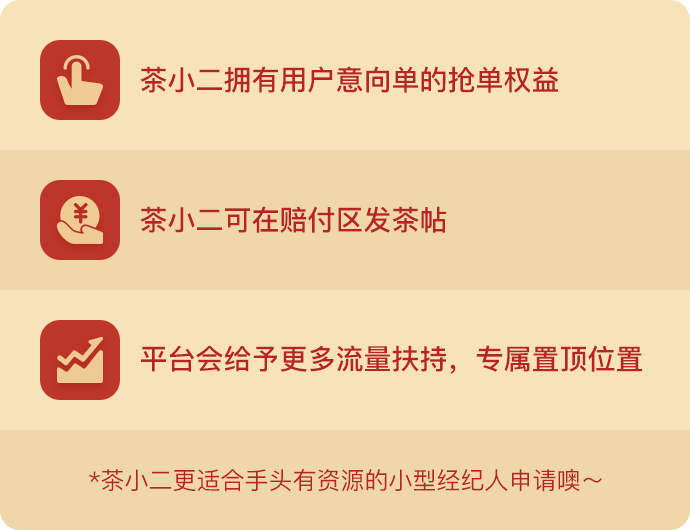 茶小二拥有用户意向单的抢单权益
茶小二可在赔付区发茶帖
平台会给予更多流量扶持，专属置顶位置
*茶小二更适合手头有资源的小型经纪人申请噢～